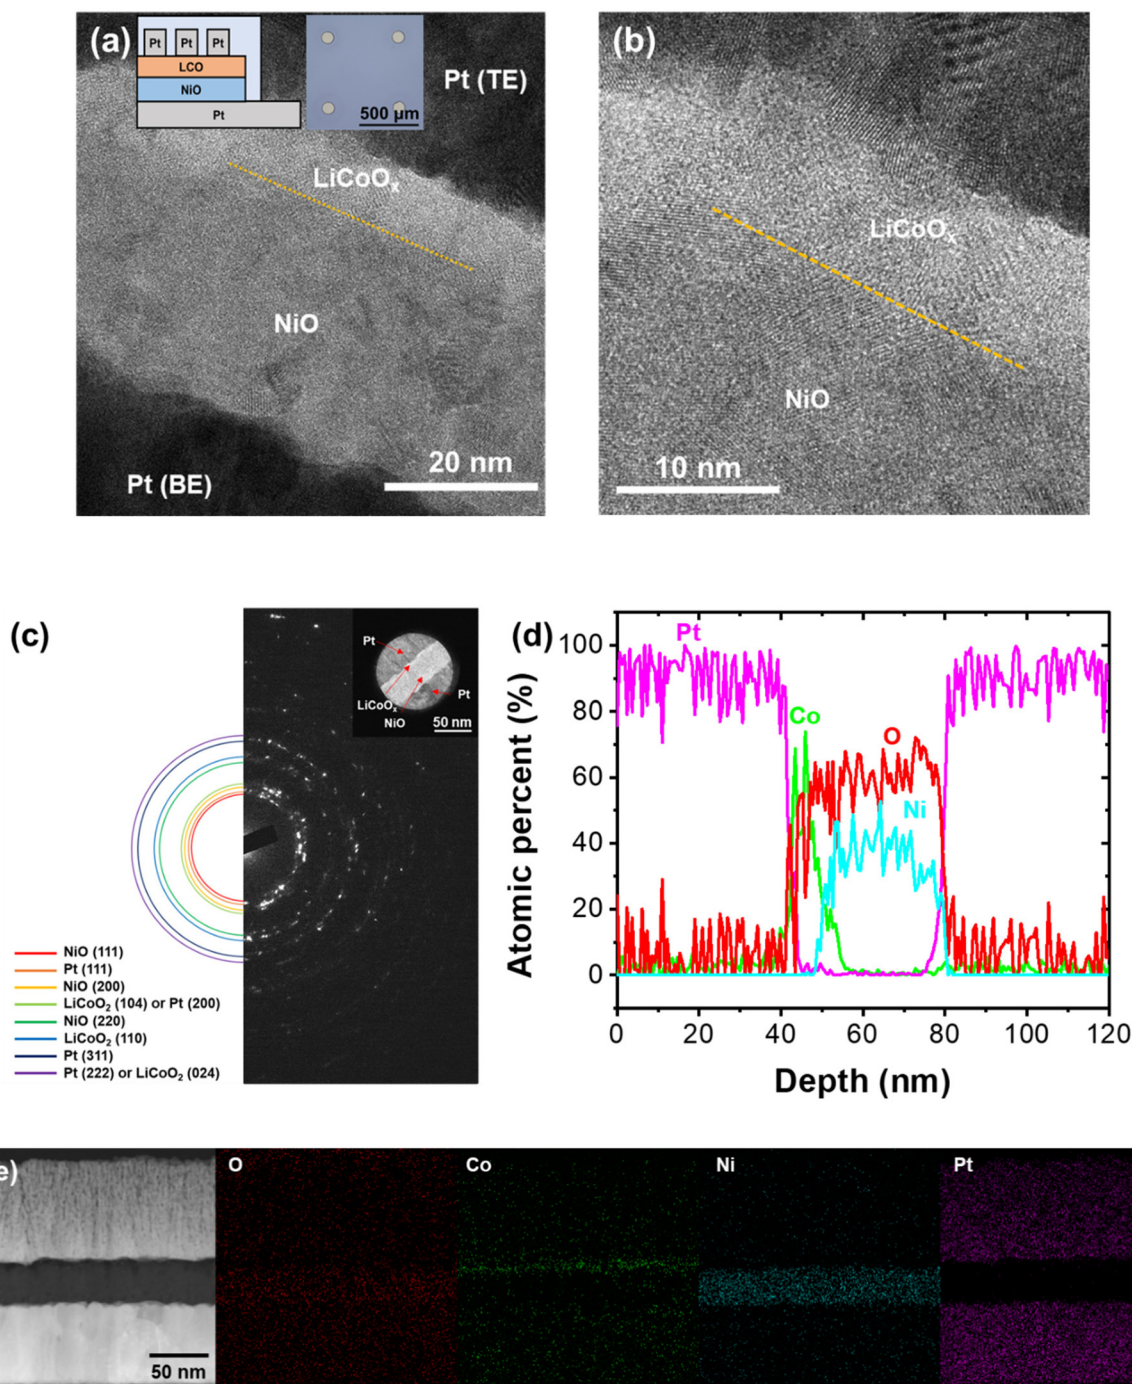 (a)
Pt Pt Pt
LCO
NiO
Pt
500 µm
Pt (TE)
LiCoOₓ
NiO
20 nm
Pt (BE)
(b)
LiCoOₓ
NiO
10 nm
(c)
Pt
Pt
LiCoOₓ
NiO
50 nm
NiO (111)
Pt (111)
NiO (200)
LiCoO₂ (104) or Pt (200)
NiO (220)
LiCoO₂ (110)
Pt (311)
Pt (222) or LiCoO₂ (024)
(d)
Atomic percent (%)
100
80
60
40
20
0
Pt
Co
O
Ni
0 20 40 60 80 100 120
Depth (nm)
e)
50 nm
O
Co
Ni
Pt